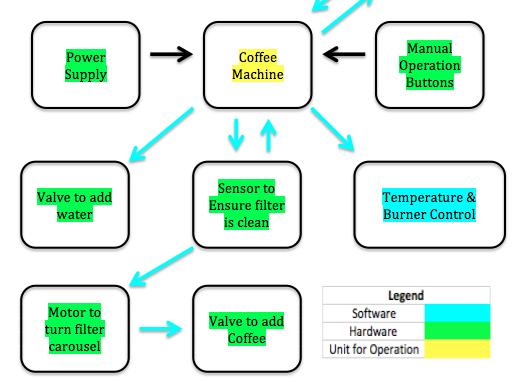 Power
Supply
Coffee
Machine
Manual
Operation
Buttons
Valve to add
water
Sensor to
Ensure filter
is clean
Temperature &
Burner Control
Motor to
turn filter
carousel
Valve to add
Coffee
Legend
Software
Hardware
Unit for Operation